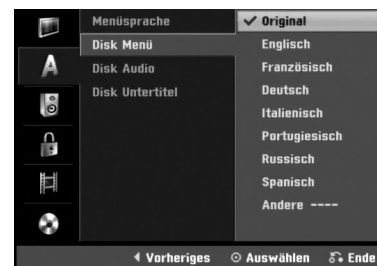 Menüsprache
Disk Menü
Disk Audio
Disk Untertitel
A
✓ Original
Englisch
Französisch
Deutsch
Italienisch
Portugiesisch
Russisch
Spanisch
Andere ----
Vorheriges
Auswählen
Ende